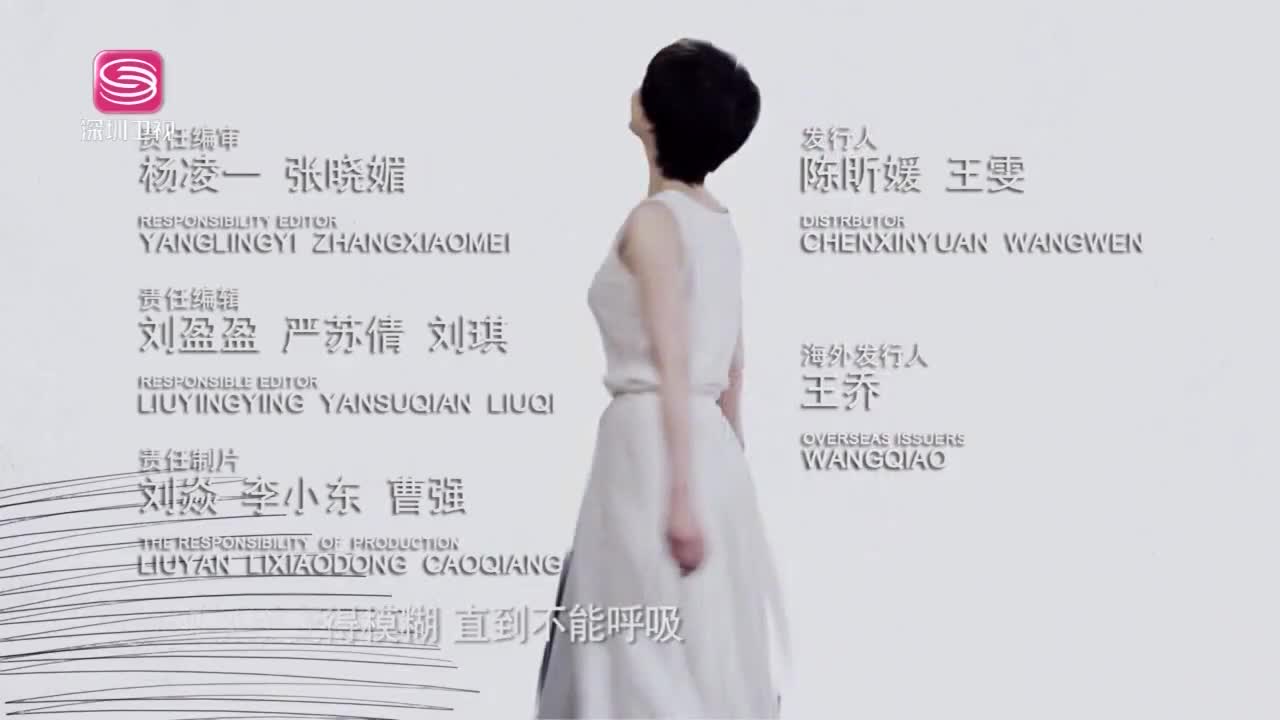 深圳卫视
责任编审
杨凌一 张晓媚
RESPONSIBILITY EDITOR
YANGLINGYI ZHANGXIAOMEI
责任编辑
刘盈盈 严苏倩 刘琪
RESPONSIBLE EDITOR
LIUYINGYING YANSUQIAN LIUQI
责任制片
刘焱 李小东 曹强
THE RESPONSIBILITY OF PRODUCTION
LIUYAN LIXIAODONG CAOQIANG
发行人
陈昕媛 王雯
DISTRBUTOR
CHENXINYUAN WANGWEN
海外发行人
王乔
OVERSEAS ISSUERS
WANGQIAO
得模糊 直到不能呼吸